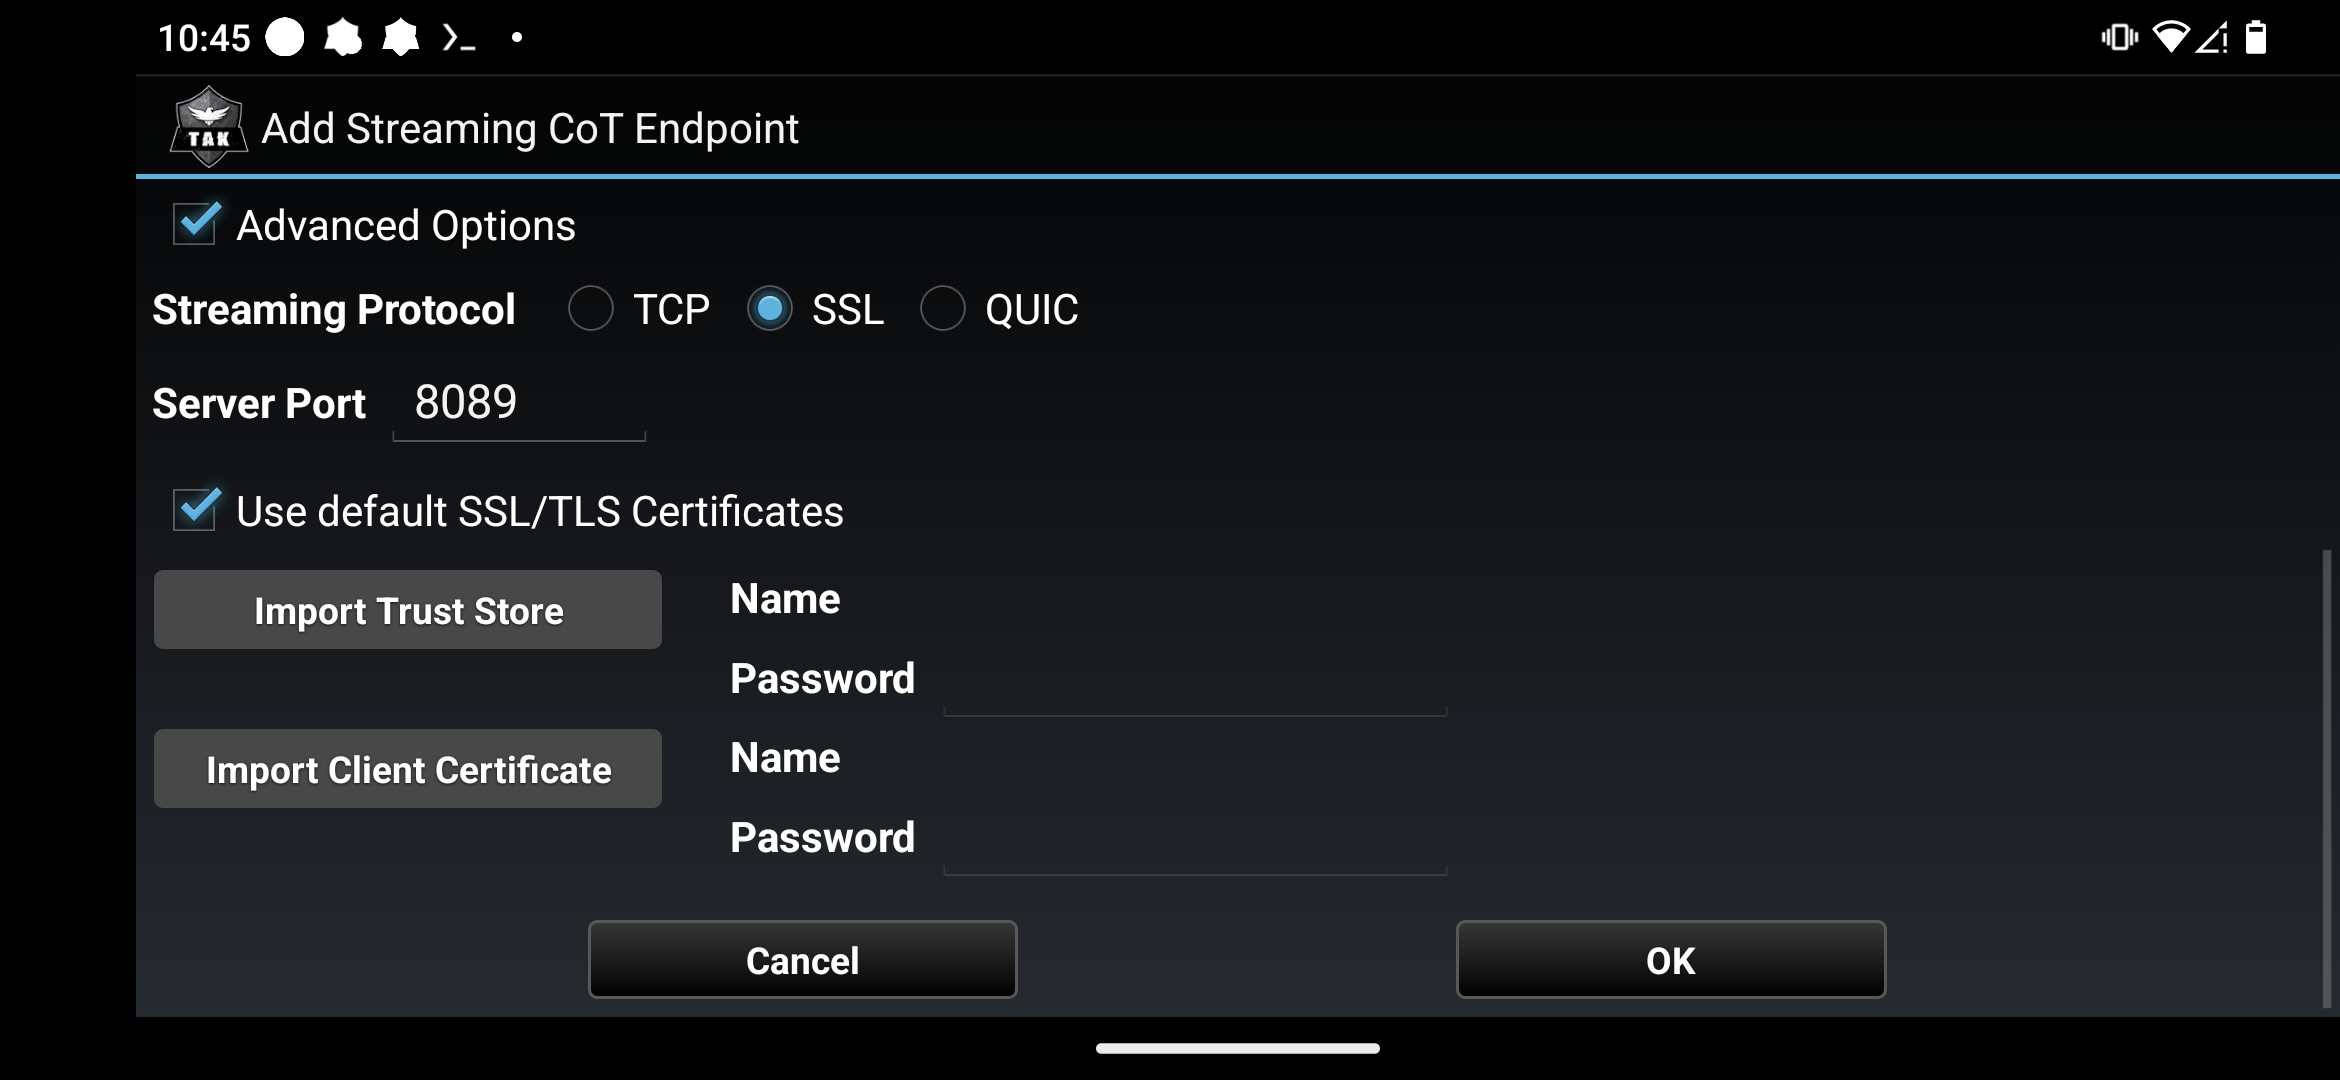 10:45
TAK
Add Streaming CoT Endpoint
Advanced Options
Streaming Protocol TCP SSL QUIC
Server Port 8089
Use default SSL/TLS Certificates
Import Trust Store Name
Password
Import Client Certificate Name
Password
Cancel OK